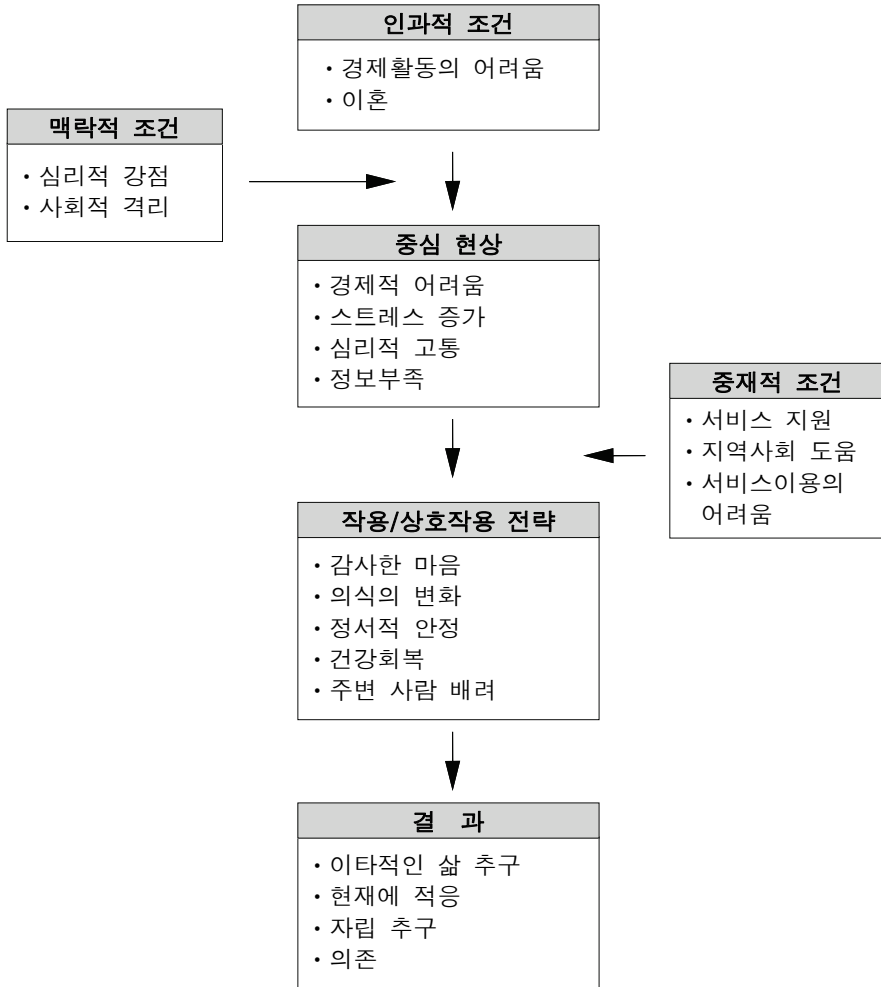 인과적 조건
· 경제활동의 어려움
· 이혼
맥락적 조건
· 심리적 강점
· 사회적 격리
중심 현상
· 경제적 어려움
· 스트레스 증가
· 심리적 고통
· 정보부족
중재적 조건
· 서비스 지원
· 지역사회 도움
· 서비스이용의
어려움
작용/상호작용 전략
· 감사한 마음
· 의식의 변화
· 정서적 안정
· 건강회복
· 주변 사람 배려
결 과
· 이타적인 삶 추구
· 현재에 적응
· 자립 추구
· 의존